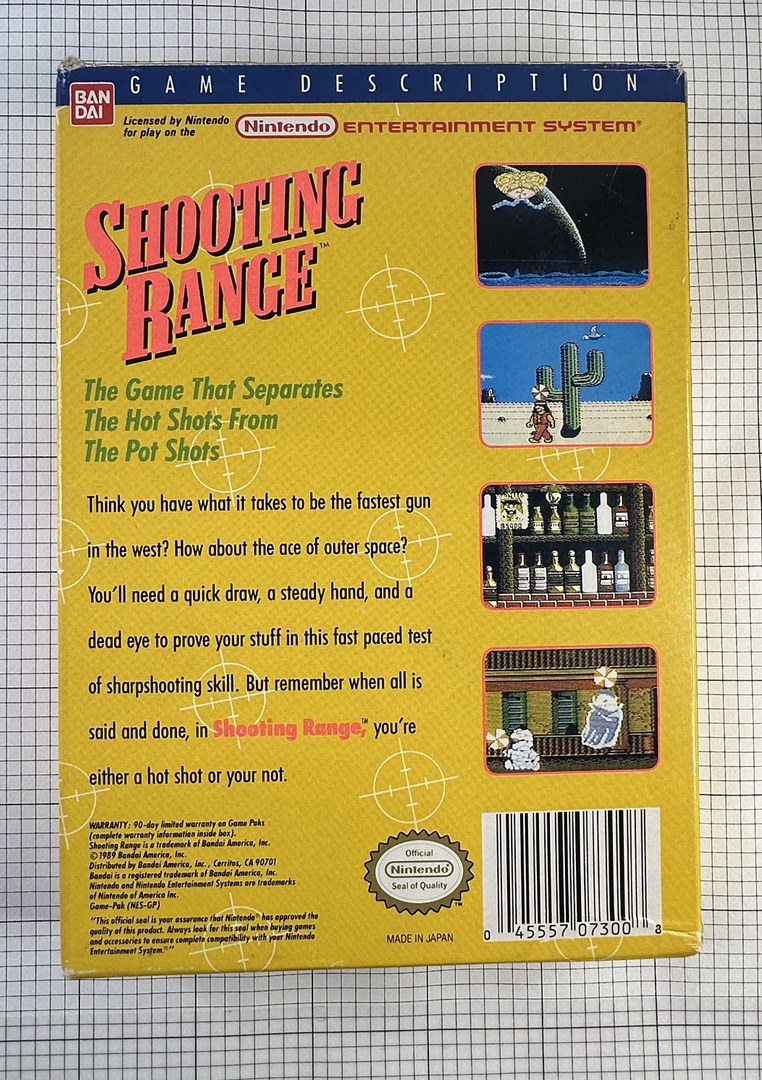 GAME DESCRIPTION
BAN
DAI
Licensed by Nintendo
for play on the
Nintendo ENTERTAINMENT SYSTEM®
SHOOTING
RANGE™
The Game That Separates
The Hot Shots From
The Pot Shots
Think you have what it takes to be the fastest gun
in the west? How about the ace of outer space?
You'll need a quick draw, a steady hand, and a
dead eye to prove your stuff in this fast paced test
of sharpshooting skill. But remember when all is
said and done, in Shooting Range,™ you're
either a hot shot or your not.
WARRANTY: 90-day limited warranty on Game Paks
(complete warranty information inside box).
Shooting Range is a trademark of Bandai America, Inc.
©1989 Bandai America, Inc.
Distributed by Bandai America, Inc., Cerritos, CA 90701
Bandai is a registered trademark of Bandai America, Inc.
Nintendo and Nintendo Entertainment Systems are trademarks
of Nintendo of America Inc.
Game-Pak (NES-GP)
"This official seal is your assurance that Nintendo® has approved the
quality of this product. Always look for this seal when buying games
and accessories to ensure complete compatibility with your Nintendo
Entertainment System.®"
Official
Nintendo®
Seal of Quality
™
MADE IN JAPAN
0 45557 07300 8